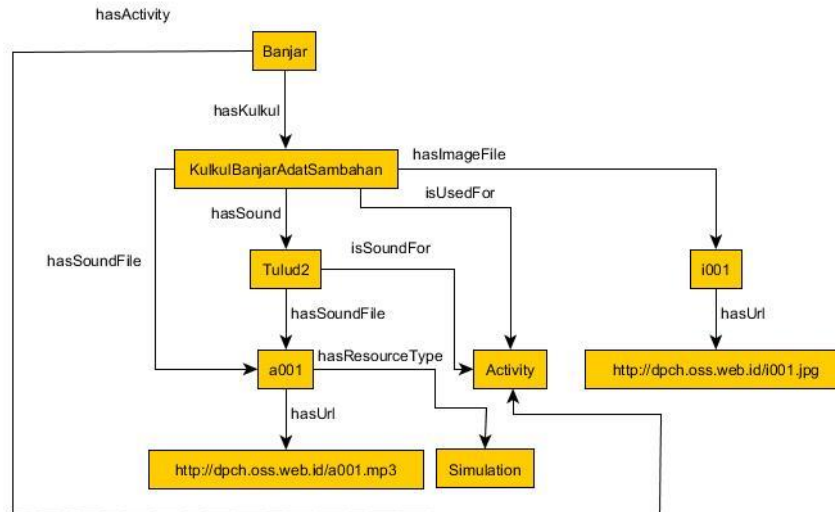 hasActivity
Banjar
hasKulkul
KulkulBanjarAdatSambahan
hasImageFile
isUsedFor
hasSound
isSoundFor
hasSoundFile
Tulud2
i001
hasSoundFile
hasUrl
hasResourceType
a001
Activity
http://dpch.oss.web.id/i001.jpg
hasUrl
http://dpch.oss.web.id/a001.mp3
Simulation